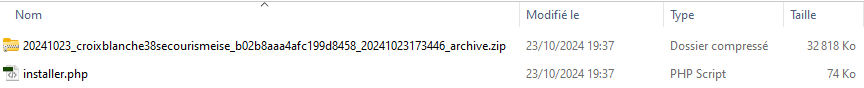 Modifié le Type Taille
20241023_croixblanche38secourismeise_b02b8aaa4afc199d8458_20241023173446_archive.zip 23/10/2024 19:37 Dossier compressé 32 818 Ko
installer.php 23/10/2024 19:37 PHP Script 74 Ko